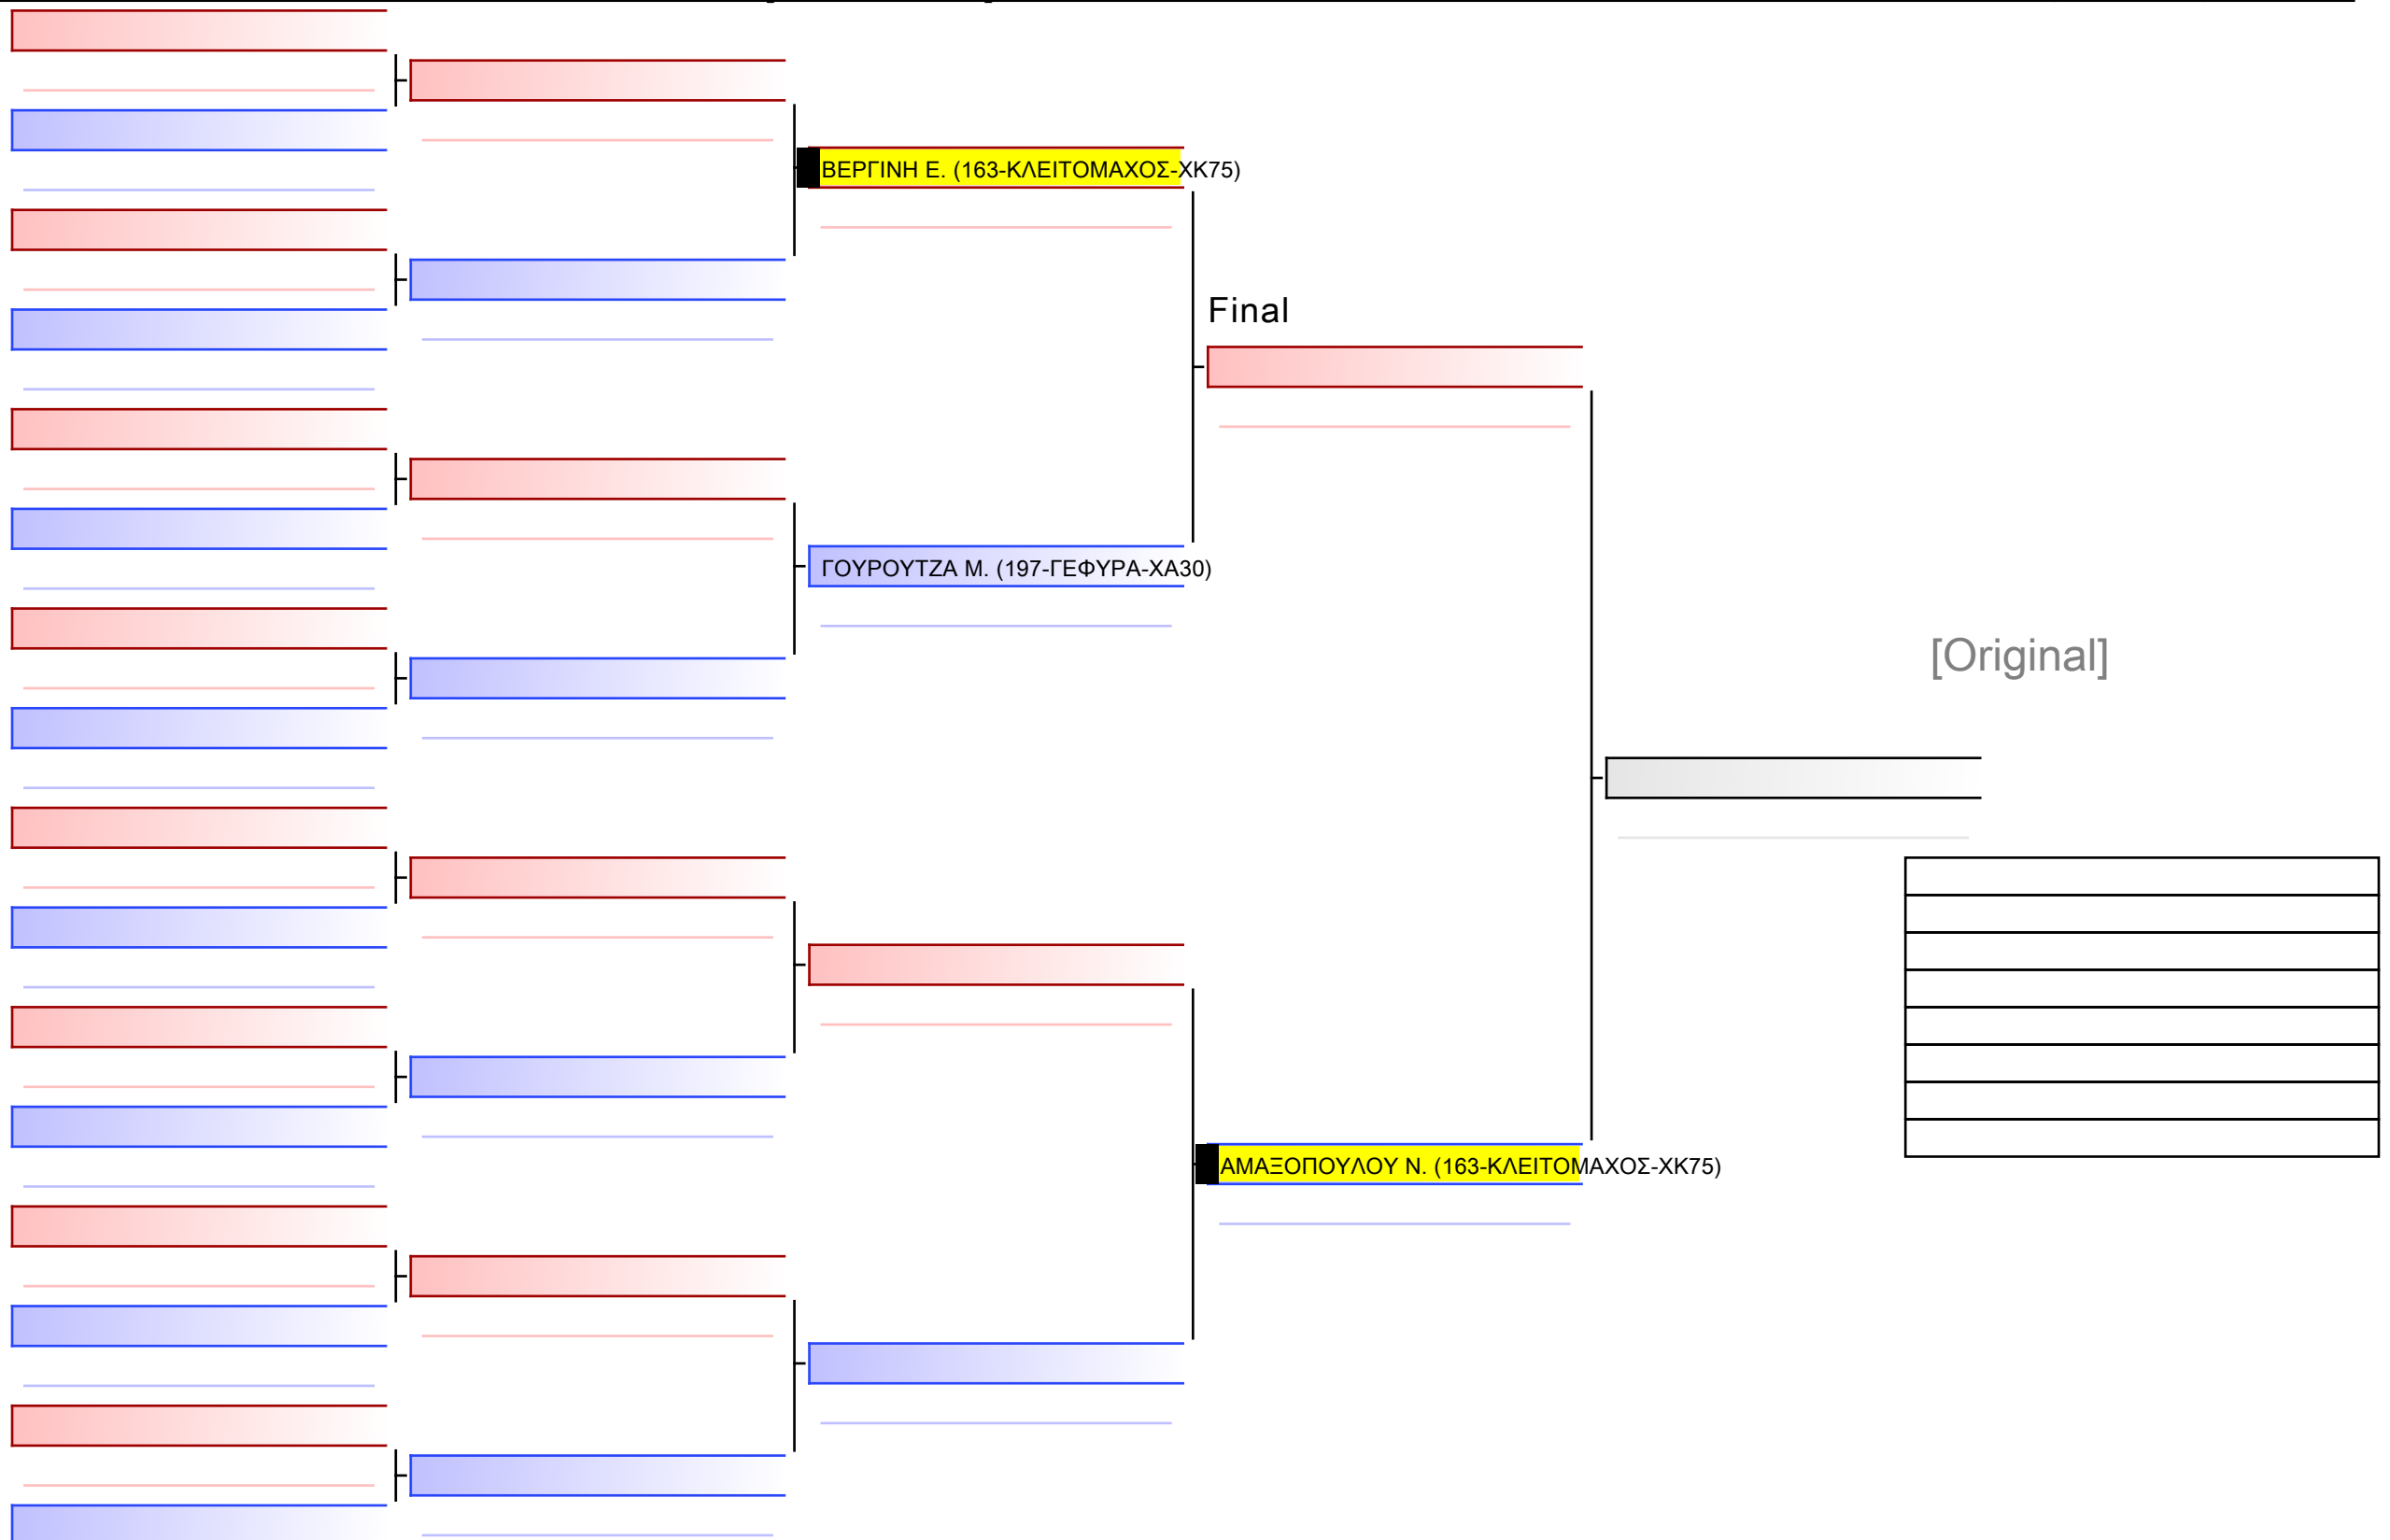 ΒΕΡΓΙΝΗ Ε. (163-ΚΛΕΙΤΟΜΑΧΟΣ-ΧΚ75)
Final
ΓΟΥΡΟΥΤΖΑ Μ. (197-ΓΕΦΥΡΑ-ΧΑ30)
[Original]
ΑΜΑΞΟΠΟΥΛΟΥ Ν. (163-ΚΛΕΙΤΟΜΑΧΟΣ-ΧΚ75)